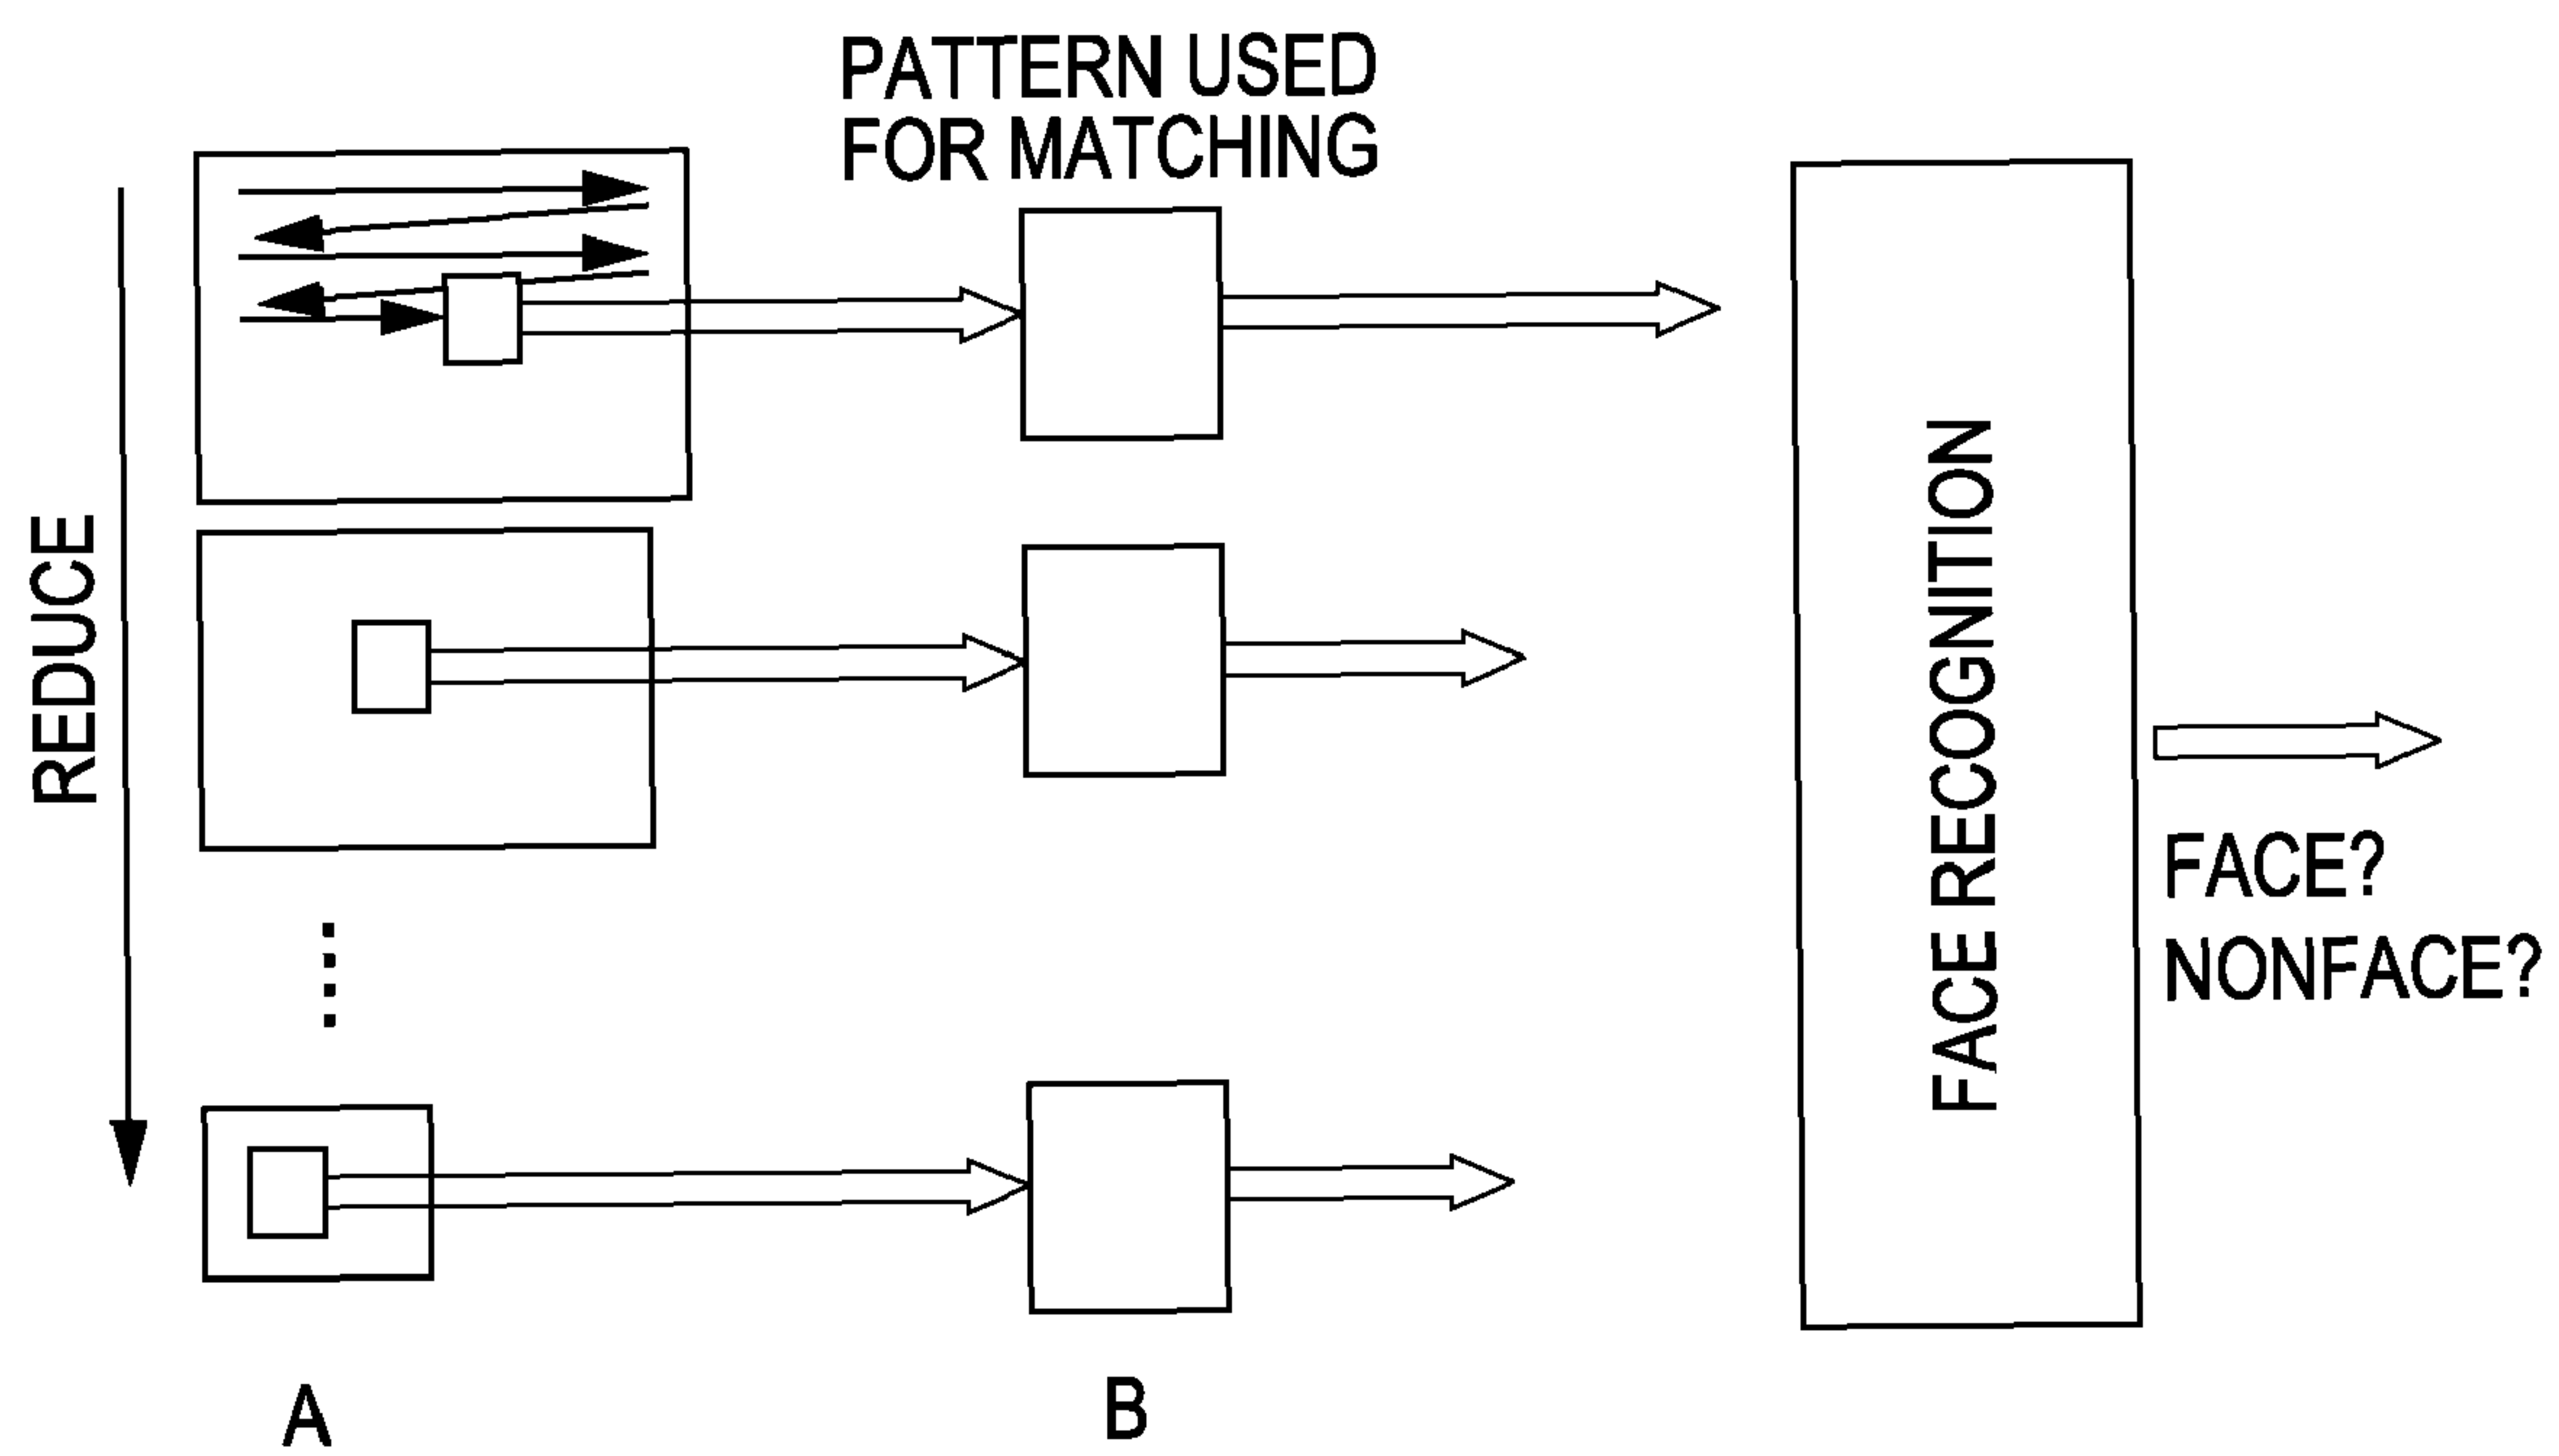 PATTERN USED
FOR MATCHING
REDUCE
FACE RECOGNITION
FACE?
NONFACE?
A
B